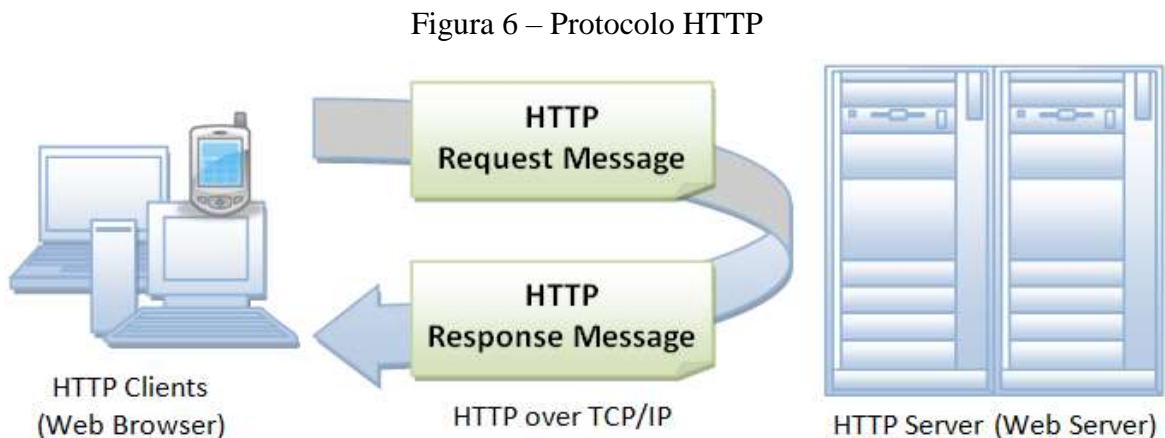 Figura 6 – Protocolo HTTP
HTTP
Request Message
HTTP
Response Message
HTTP Clients
(Web Browser)
HTTP over TCP/IP
HTTP Server (Web Server)